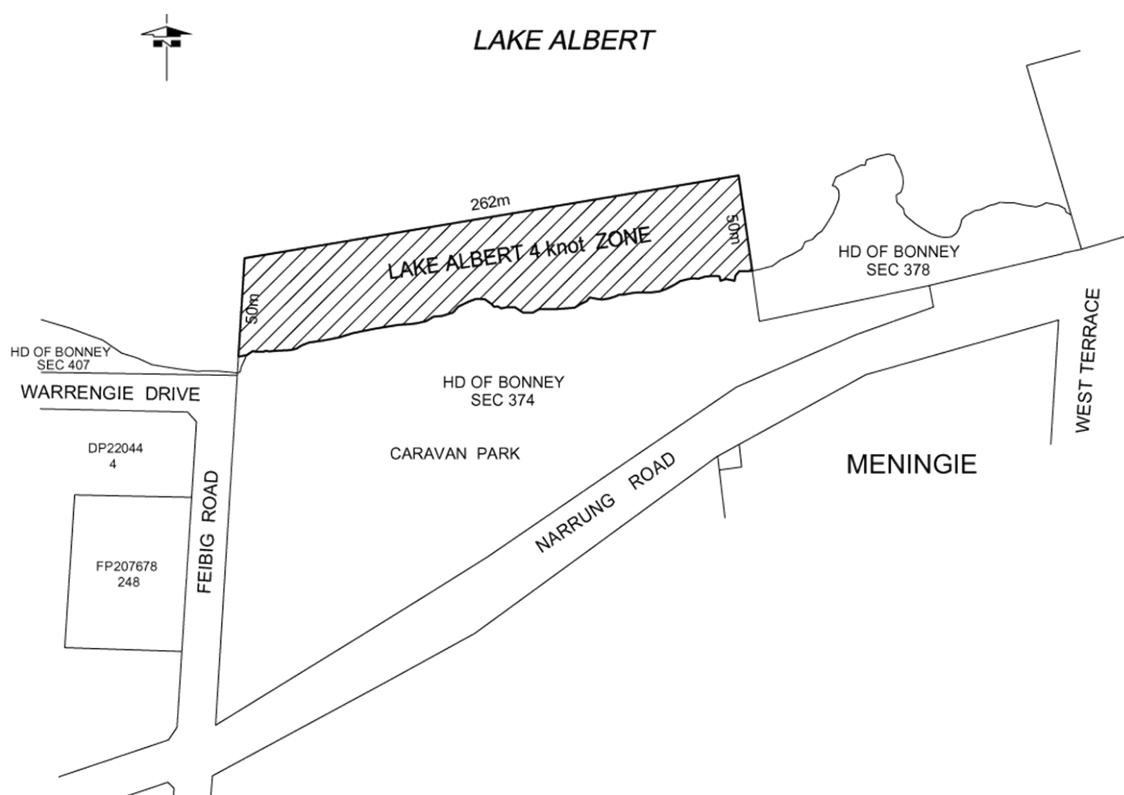 LAKE ALBERT
N
262m
50m
LAKE ALBERT 4 knot ZONE
50m
HD OF BONNEY
SEC 378
HD OF BONNEY
SEC 407
WARRENGIE DRIVE
HD OF BONNEY
SEC 374
WEST TERRACE
DP22044
4
CARAVAN PARK
MENINGIE
NARRUNG ROAD
FEIBIG ROAD
FP207678
248